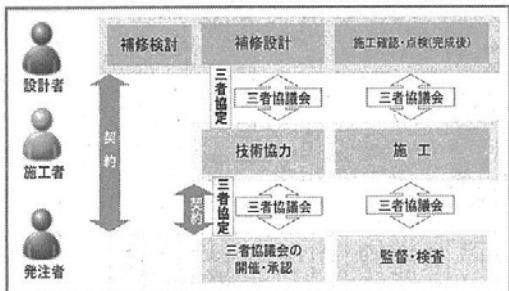 補修検討
補修設計
施工確認・点検(完成後)
設計者
三者協定
三者協議会
三者協議会
契約
施工者
技術協力
施工
契約
三者協定
三者協議会
三者協議会
発注者
三者協議会の
開催・承認
監督・検査